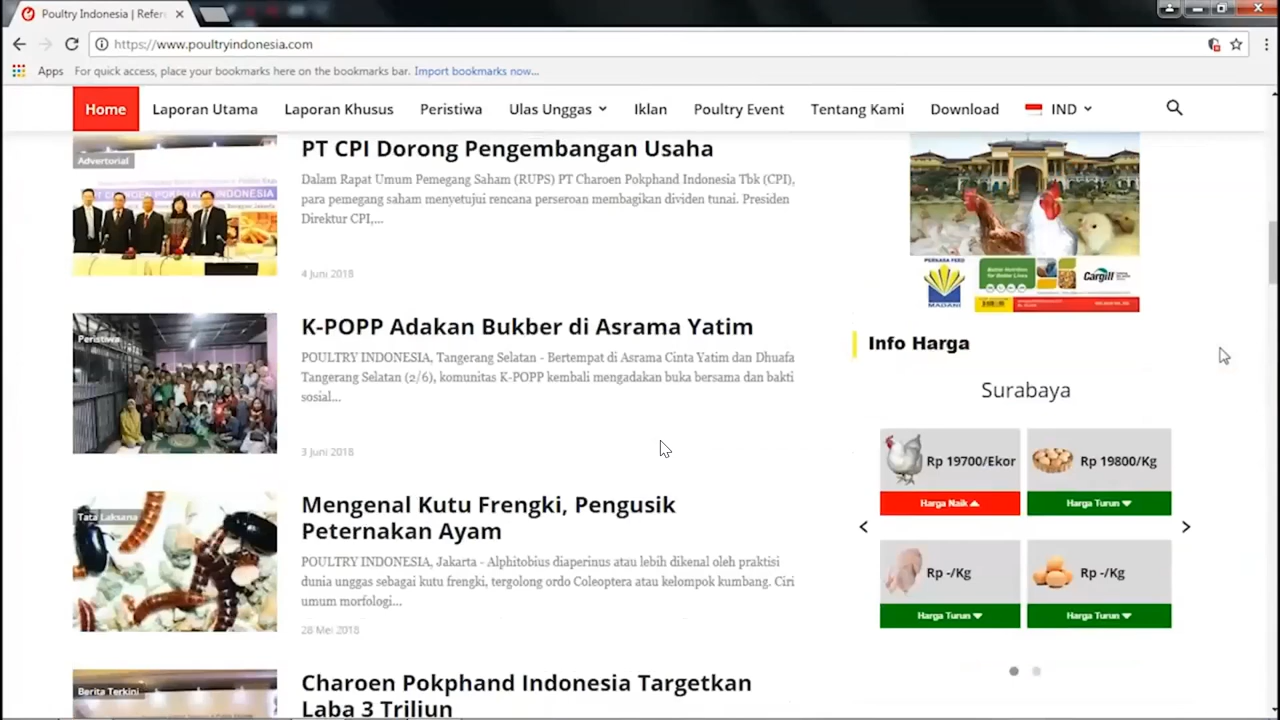 Poultry Indonesia | Refere
https://www.poultryindonesia.com
Apps
For quick access, place your bookmarks here on the bookmarks bar. Import bookmarks now...
Home
Laporan Utama
Laporan Khusus
Peristiwa
Ulas Unggas
Iklan
Poultry Event
Tentang Kami
Download
IND
Advertorial
PT CPI Dorong Pengembangan Usaha
Dalam Rapat Umum Pemegang Saham (RUPS) PT Charoen Pokphand Indonesia Tbk (CPI),
para pemegang saham menyetujui rencana perseroan membagikan dividen tunai. Presiden
Direktur CPI,...
4 Juni 2018
Peristiwa
K-POPP Adakan Bukber di Asrama Yatim
POULTRY INDONESIA, Tangerang Selatan - Bertempat di Asrama Cinta Yatim dan Dhuafa
Tangerang Selatan (2/6), komunitas K-POPP kembali mengadakan buka bersama dan bakti
sosial...
3 Juni 2018
Tata Laksana
Mengenal Kutu Frengki, Pengusik
Peternakan Ayam
POULTRY INDONESIA, Jakarta - Alphitobius diaperinus atau lebih dikenal oleh praktisi
dunia unggas sebagai kutu frengki, tergolong ordo Coleoptera atau kelompok kumbang. Ciri
umum morfologi...
28 Mei 2018
Berita Terkini
Charoen Pokphand Indonesia Targetkan
Laba 3 Triliun
MADANI
Cargill
Info Harga
Surabaya
Rp 19700/Ekor
Harga Naik
Rp 19800/Kg
Harga Turun
Rp -/Kg
Harga Turun
Rp -/Kg
Harga Turun